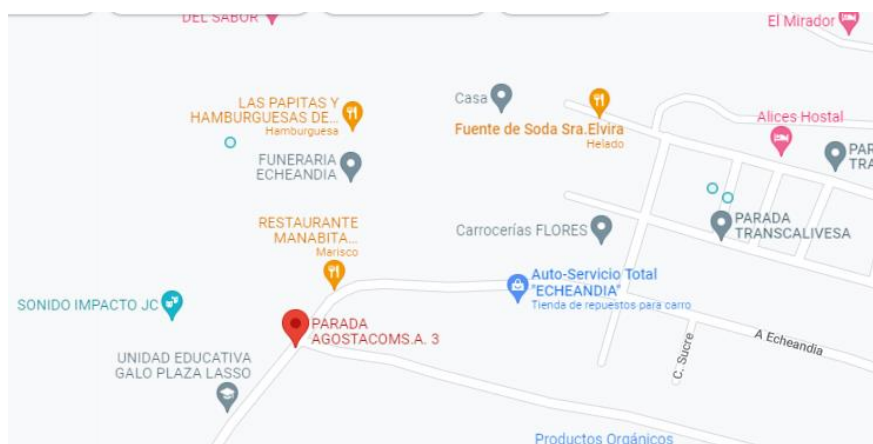 DEL SABOR
El Mirador
LAS PAPITAS Y
HAMBURGUESAS DE...
Hamburguesa
Casa
Fuente de Soda Sra.Elvira
Helado
Alices Hostal
PAR
TRA
FUNERARIA
ECHEANDIA
RESTAURANTE
MANABITA...
Marisco
Carrocerías FLORES
PARADA
TRANSCALIVESA
Auto-Servicio Total
"ECHEANDIA"
Tienda de repuestos para carro
SONIDO IMPACTO JC
PARADA
AGOSTACOMS.A. 3
UNIDAD EDUCATIVA
GALO PLAZA LASSO
C. Sucre
A Echeandia
Productos Orgánicos